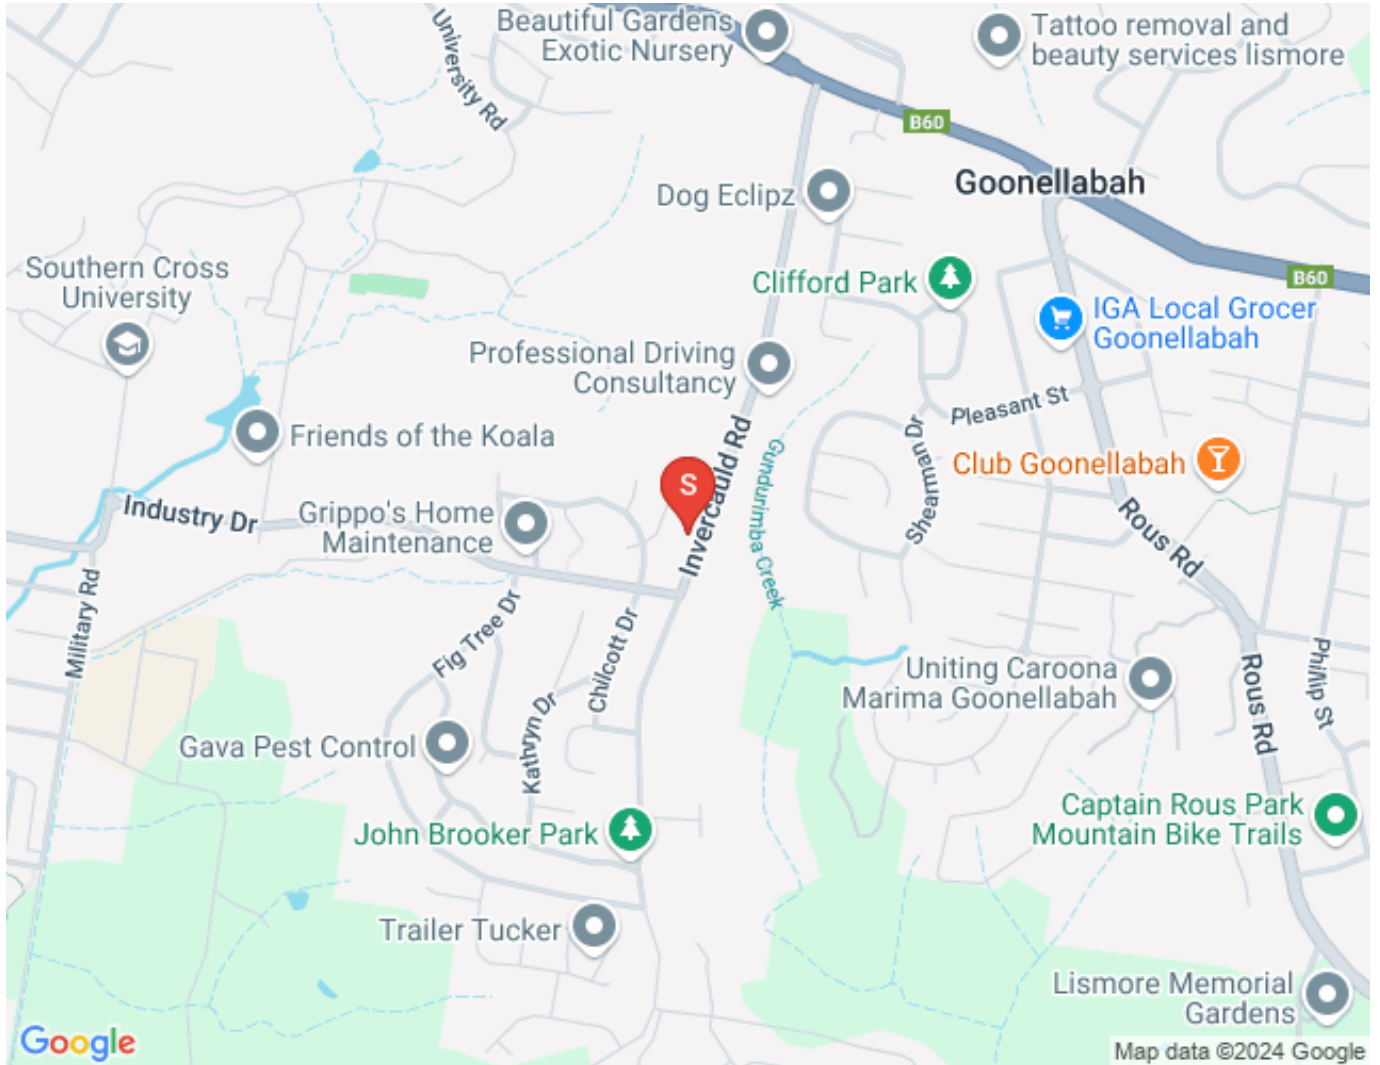 Beautiful Gardens
Exotic Nursery
Tattoo removal and
beauty services lismore
University Rd
B60
Goonellabah
Dog Eclipz
Southern Cross
University
Clifford Park
B60
IGA Local Grocer
Goonellabah
Professional Driving
Consultancy
Pleasant St
Friends of the Koala
Invercauld Rd
Gundurimba Creek
Shearman Dr
Club Goonellabah
S
Industry Dr
Grippo's Home
Maintenance
Rous Rd
Military Rd
Fig Tree Dr
Chilcott Dr
Kathryn Dr
Uniting Caroona
Marima Goonellabah
Rous Rd
Phillip St
Gava Pest Control
John Brooker Park
Captain Rous Park
Mountain Bike Trails
Trailer Tucker
Lismore Memorial
Gardens
Google
Map data ©2024 Google